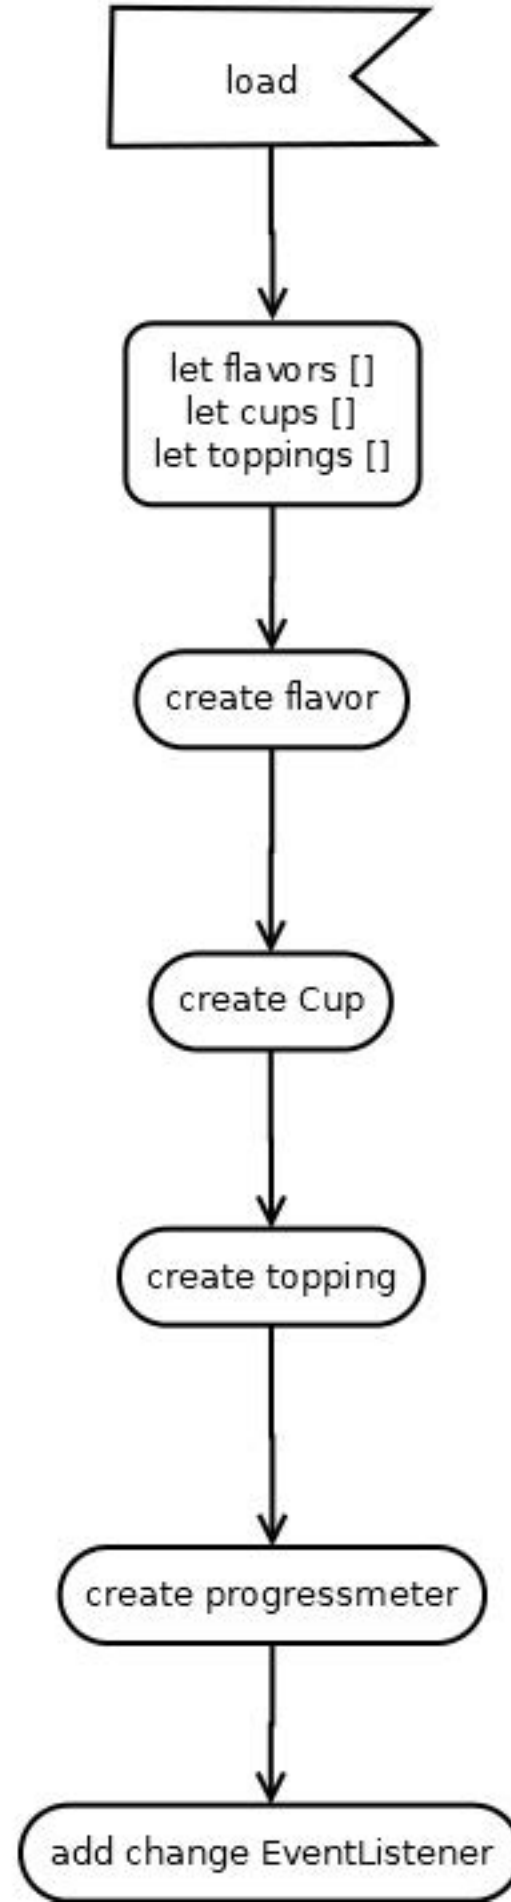 load
let flavors []
let cups []
let toppings []
create flavor
create Cup
create topping
create progressmeter
add change EventListener